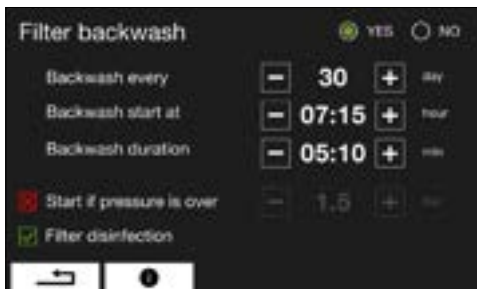 Filter backwash YES NO
Backwash every − 30 + day
Backwash start at − 07:15 + hour
Backwash duration − 05:10 + min
Start if pressure is over − 1.5 +
Filter disinfection